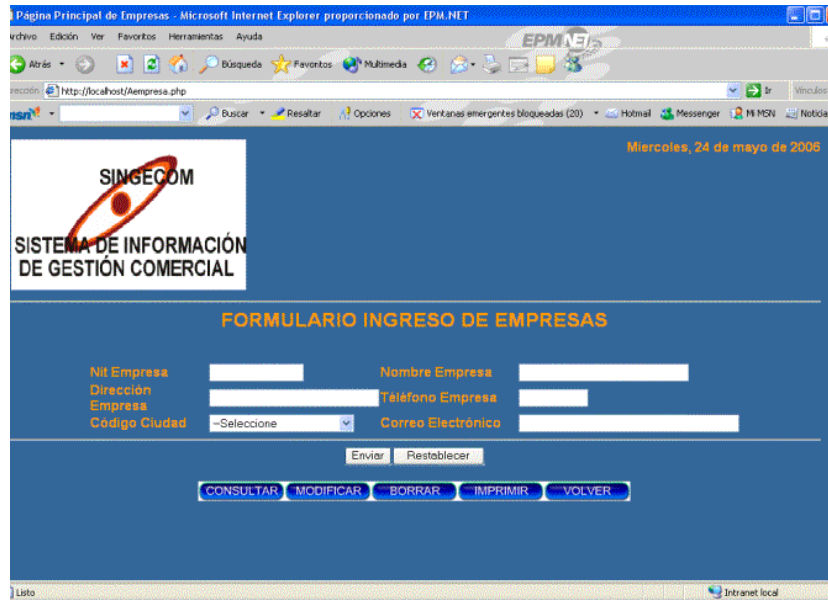 Página Principal de Empresas - Microsoft Internet Explorer proporcionado por EPM.NET
Edición Ver Favoritos Herramientas Ayuda
EPM.NET
Atrás Búsqueda Favoritos Multimedia
http://localhost/Aempresa.php Ir Vínculos
msn Buscar Resaltar Opciones Ventanas emergentes bloqueadas (20) Hotmail Messenger Mi MSN Noticia
Miercoles, 24 de mayo de 2006
SINGECOM
SISTEMA DE INFORMACIÓN
DE GESTIÓN COMERCIAL
FORMULARIO INGRESO DE EMPRESAS
Nit Empresa Nombre Empresa
Dirección
Empresa Teléfono Empresa
Código Ciudad --Seleccione Correo Electrónico
Enviar Restablecer
CONSULTAR MODIFICAR BORRAR IMPRIMIR VOLVER
Listo Intranet local